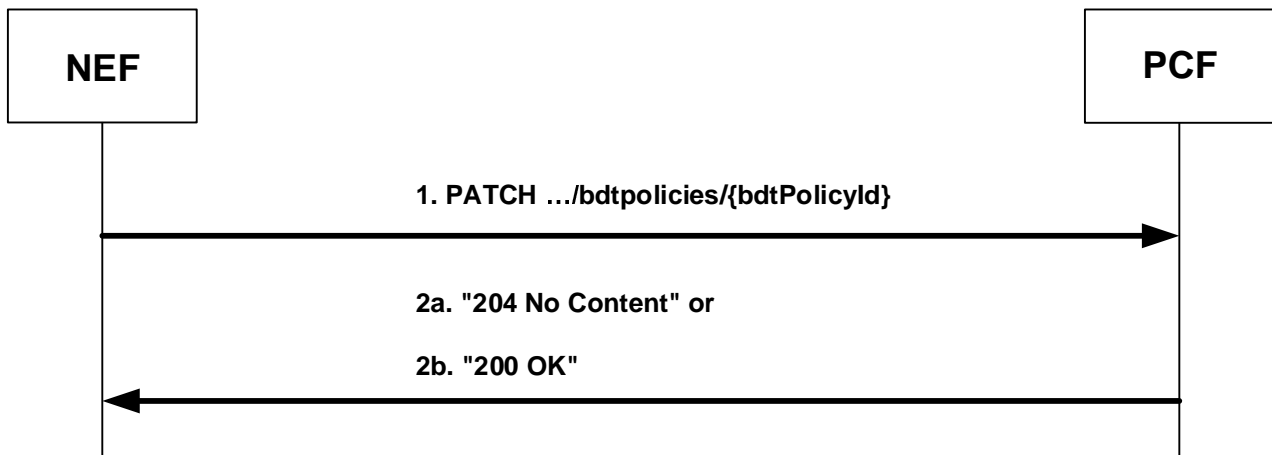 NEF
PCF
1. PATCH …/bdtpolicies/{bdtPolicyId}
2a. "204 No Content" or
2b. "200 OK"